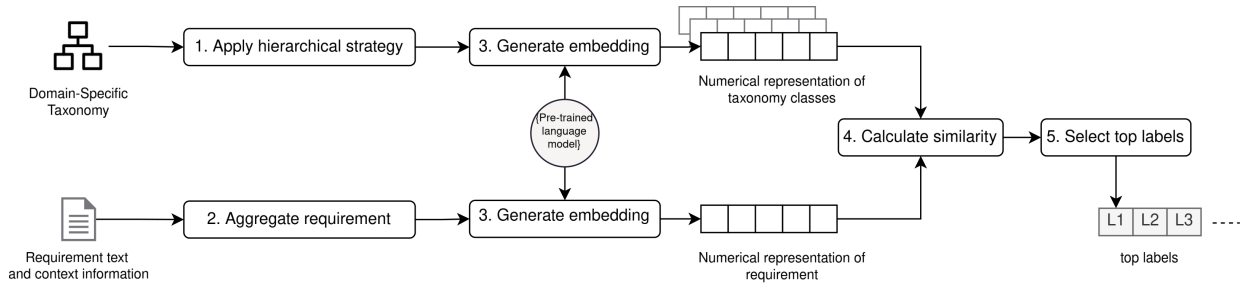 1. Apply hierarchical strategy
3. Generate embedding
Domain-Specific
Taxonomy
Numerical representation of
taxonomy classes
{Pre-trained
language
model}
4. Calculate similarity
5. Select top labels
2. Aggregate requirement
3. Generate embedding
L1 L2 L3
Requirement text
and context information
Numerical representation of
requirement
top labels